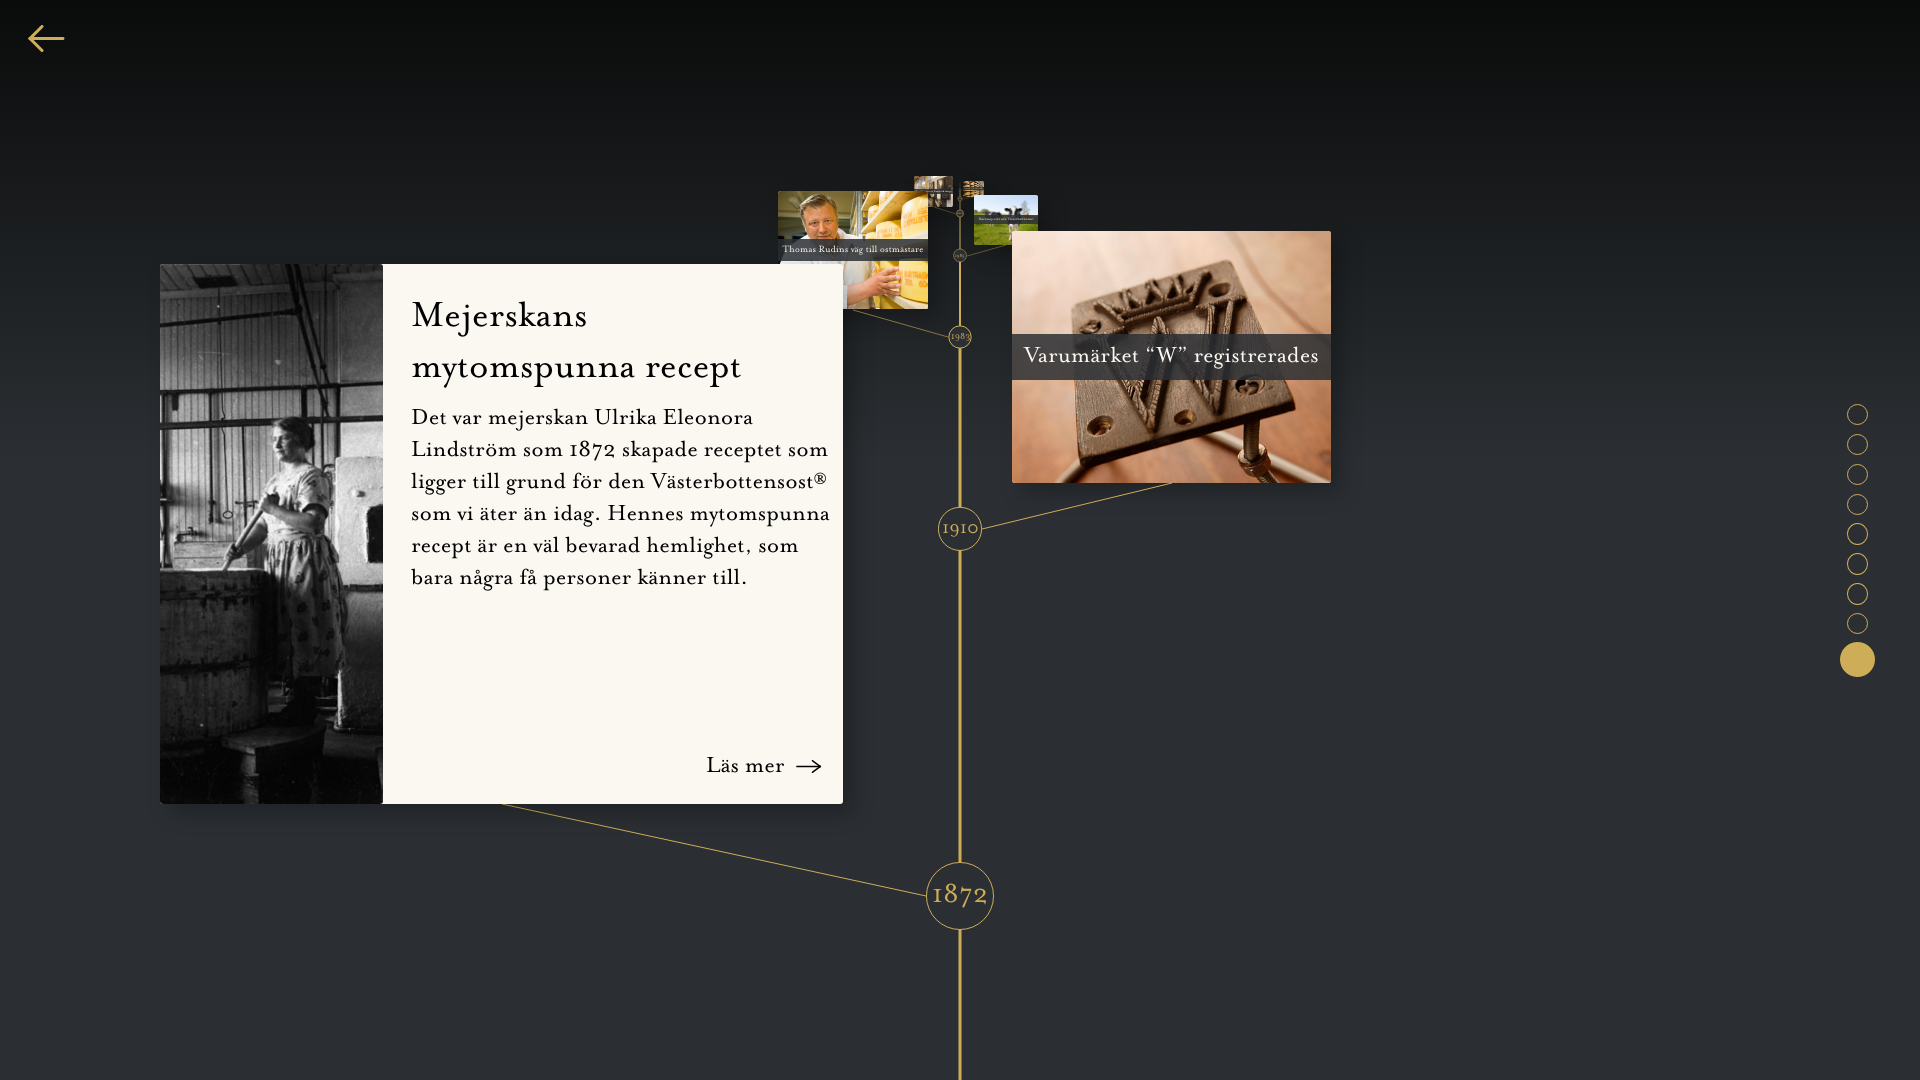 Thomas Rudins väg till ostmästare
Mejerskans
mytomspunna recept
Det var mejerskan Ulrika Eleonora
Lindström som 1872 skapade receptet som
ligger till grund för den Västerbottensost®
som vi äter än idag. Hennes mytomspunna
recept är en väl bevarad hemlighet, som
bara några få personer känner till.
Läs mer
1983
Varumärket “W” registrerades
1910
1872